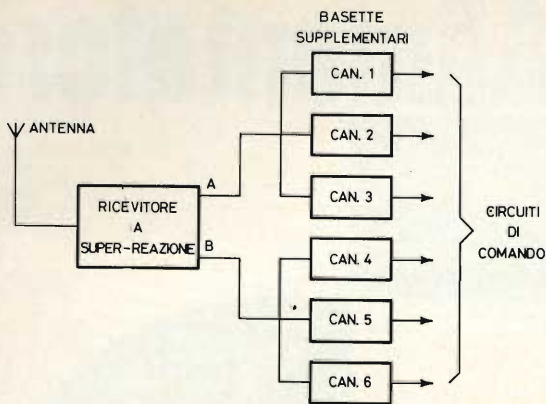 BASETTE
SUPPLEMENTARI
CAN. 1
CAN. 2
CAN. 3
CAN. 4
CAN. 5
CAN. 6
ANTENNA
RICEVITORE
A
SUPER-REAZIONE
A
B
CIRCUITI
DI
COMANDO